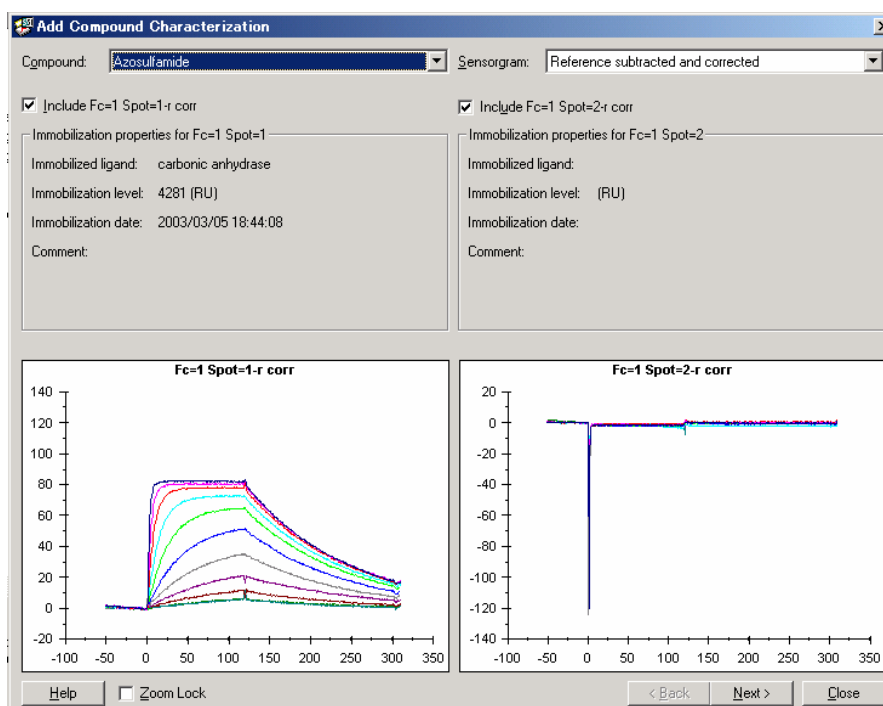 Add Compound Characterization
Compound: Azosulfamide Sensorgram: Reference subtracted and corrected
Include Fc=1 Spot=1-r corr Include Fc=1 Spot=2-r corr
Immobilization properties for Fc=1 Spot=1 Immobilization properties for Fc=1 Spot=2
Immobilized ligand: carbonic anhydrase Immobilized ligand:
Immobilization level: 4281 (RU) Immobilization level: (RU)
Immobilization date: 2003/03/05 18:44:08 Immobilization date:
Comment: Comment:
Fc=1 Spot=1-r corr
140
120
100
80
60
40
20
0
-20
-100 -50 0 50 100 150 200 250 300 350
Fc=1 Spot=2-r corr
20
0
-20
-40
-60
-80
-100
-120
-140
-100 -50 0 50 100 150 200 250 300 350
Help Zoom Lock < Back Next > Close